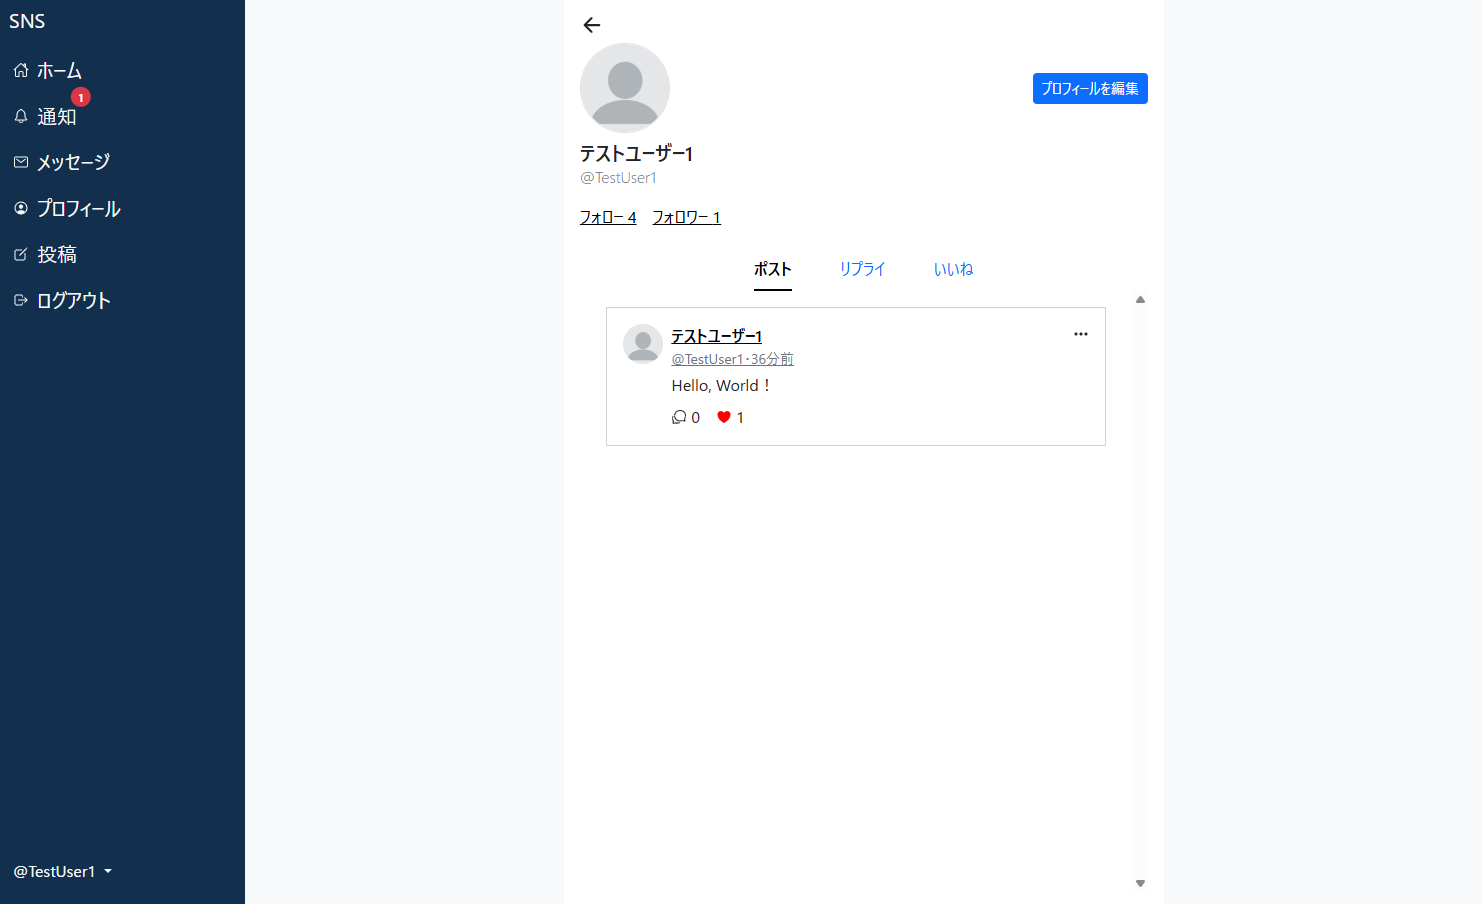 SNS
ホーム
1
通知
メッセージ
プロフィール
投稿
ログアウト
@TestUser1
プロフィールを編集
テストユーザー1
@TestUser1
フォロー 4 フォロワー 1
ポスト リプライ いいね
テストユーザー1
@TestUser1・36分前
Hello, World！
0 1